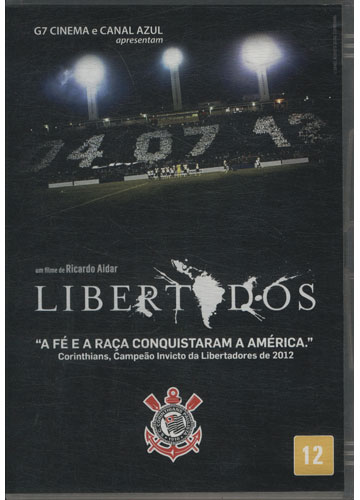 G7 CINEMA e CANAL AZUL
apresentam
04.07.12
um filme de Ricardo Aidar
LIBERTADOS
"A FÉ E A RAÇA CONQUISTARAM A AMÉRICA."
Corinthians, Campeão Invicto da Libertadores de 2012
12